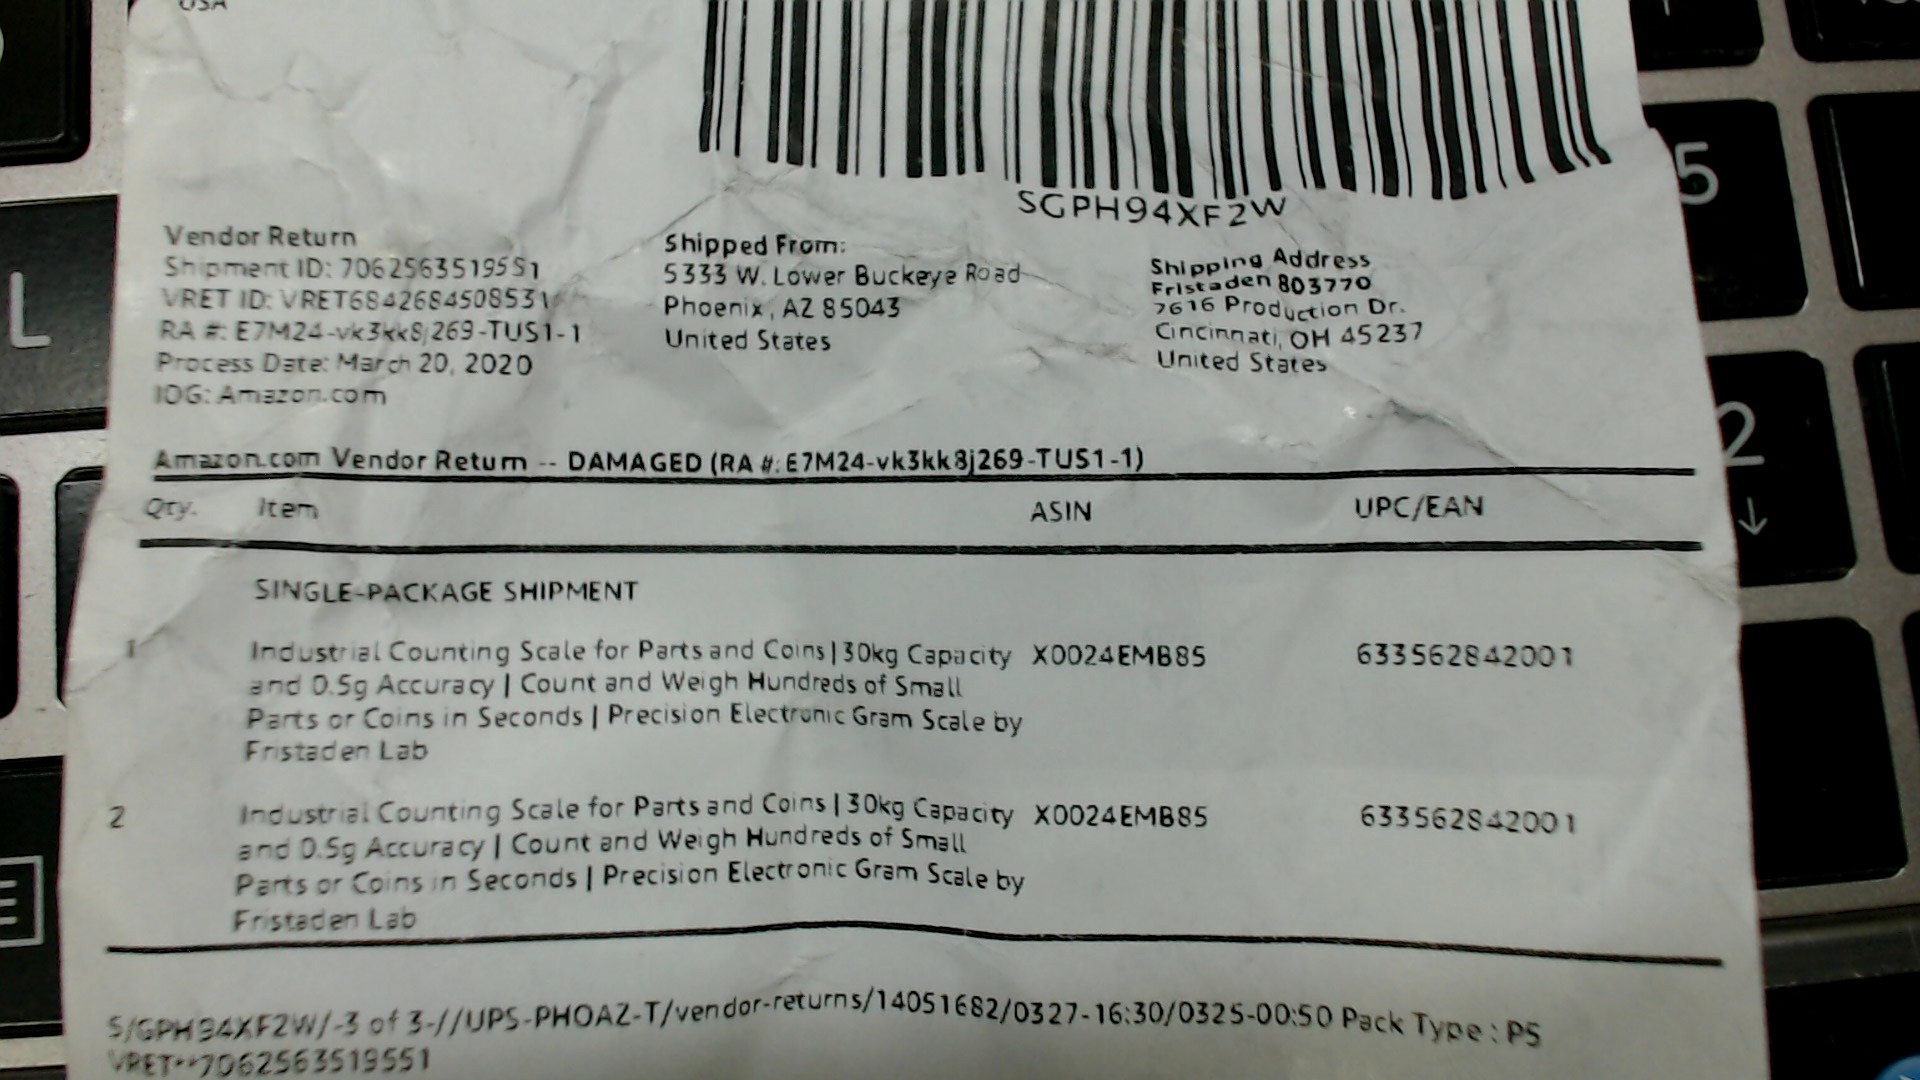 USA
SGPH94XF2W
Vendor Return
Shipment ID: 7062563519551
VRET ID: VRET6842684508531
RA #: E7M24-vk3kk8j269-TUS1-1
Process Date: March 20, 2020
IOG: Amazon.com
Shipped From:
5333 W. Lower Buckeye Road
Phoenix, AZ 85043
United States
Shipping Address
Fristaden 803770
7616 Production Dr.
Cincinnati, OH 45237
United States
Amazon.com Vendor Return -- DAMAGED (RA #: E7M24-vk3kk8j269-TUS1-1)
Qty. Item ASIN UPC/EAN
SINGLE-PACKAGE SHIPMENT
1 Industrial Counting Scale for Parts and Coins | 30kg Capacity X0024EMB85 633562842001
and 0.5g Accuracy | Count and Weigh Hundreds of Small
Parts or Coins in Seconds | Precision Electronic Gram Scale by
Fristaden Lab
2 Industrial Counting Scale for Parts and Coins | 30kg Capacity X0024EMB85 633562842001
and 0.5g Accuracy | Count and Weigh Hundreds of Small
Parts or Coins in Seconds | Precision Electronic Gram Scale by
Fristaden Lab
S/GPH94XF2W/-3 of 3-//UPS-PHOAZ-T/vendor-returns/14051682/0327-16:30/0325-00:50 Pack Type : PS
VRET**7062563519551
L
5
2
↓